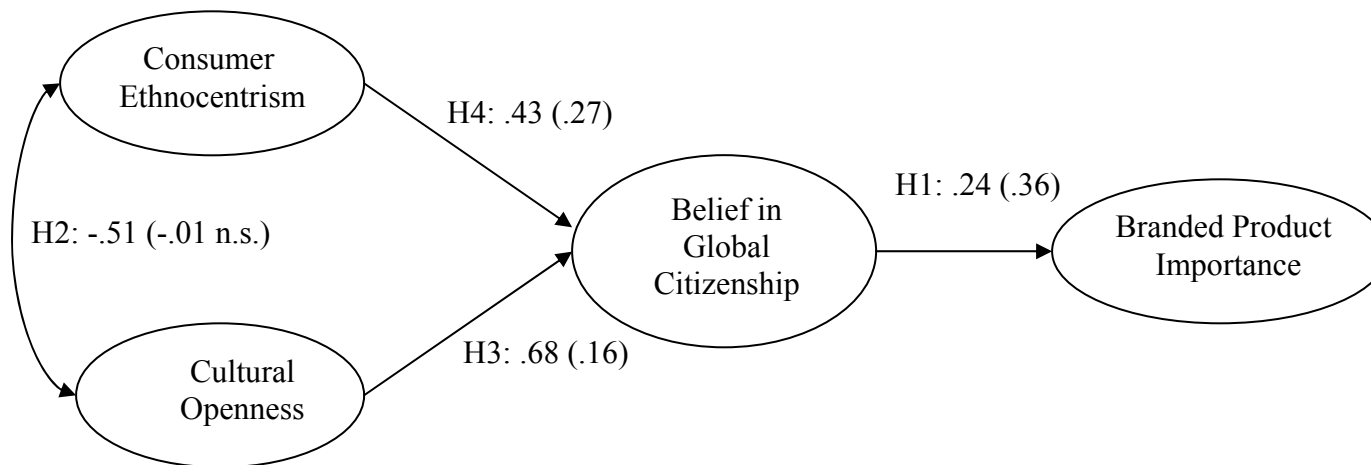 Consumer
Ethnocentrism
H4: .43 (.27)
H1: .24 (.36)
Belief in
Global
Citizenship
Branded Product
Importance
H2: -.51 (-.01 n.s.)
H3: .68 (.16)
Cultural
Openness